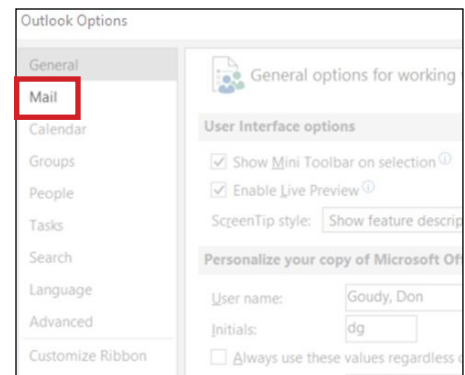 Outlook Options
General
Mail
Calendar
Groups
People
Tasks
Search
Language
Advanced
Customize Ribbon
General options for working
User Interface options
Show Mini Toolbar on selection
Enable Live Preview
ScreenTip style: Show feature descrip
Personalize your copy of Microsoft Of
User name: Goudy, Don
Initials: dg
Always use these values regardless o